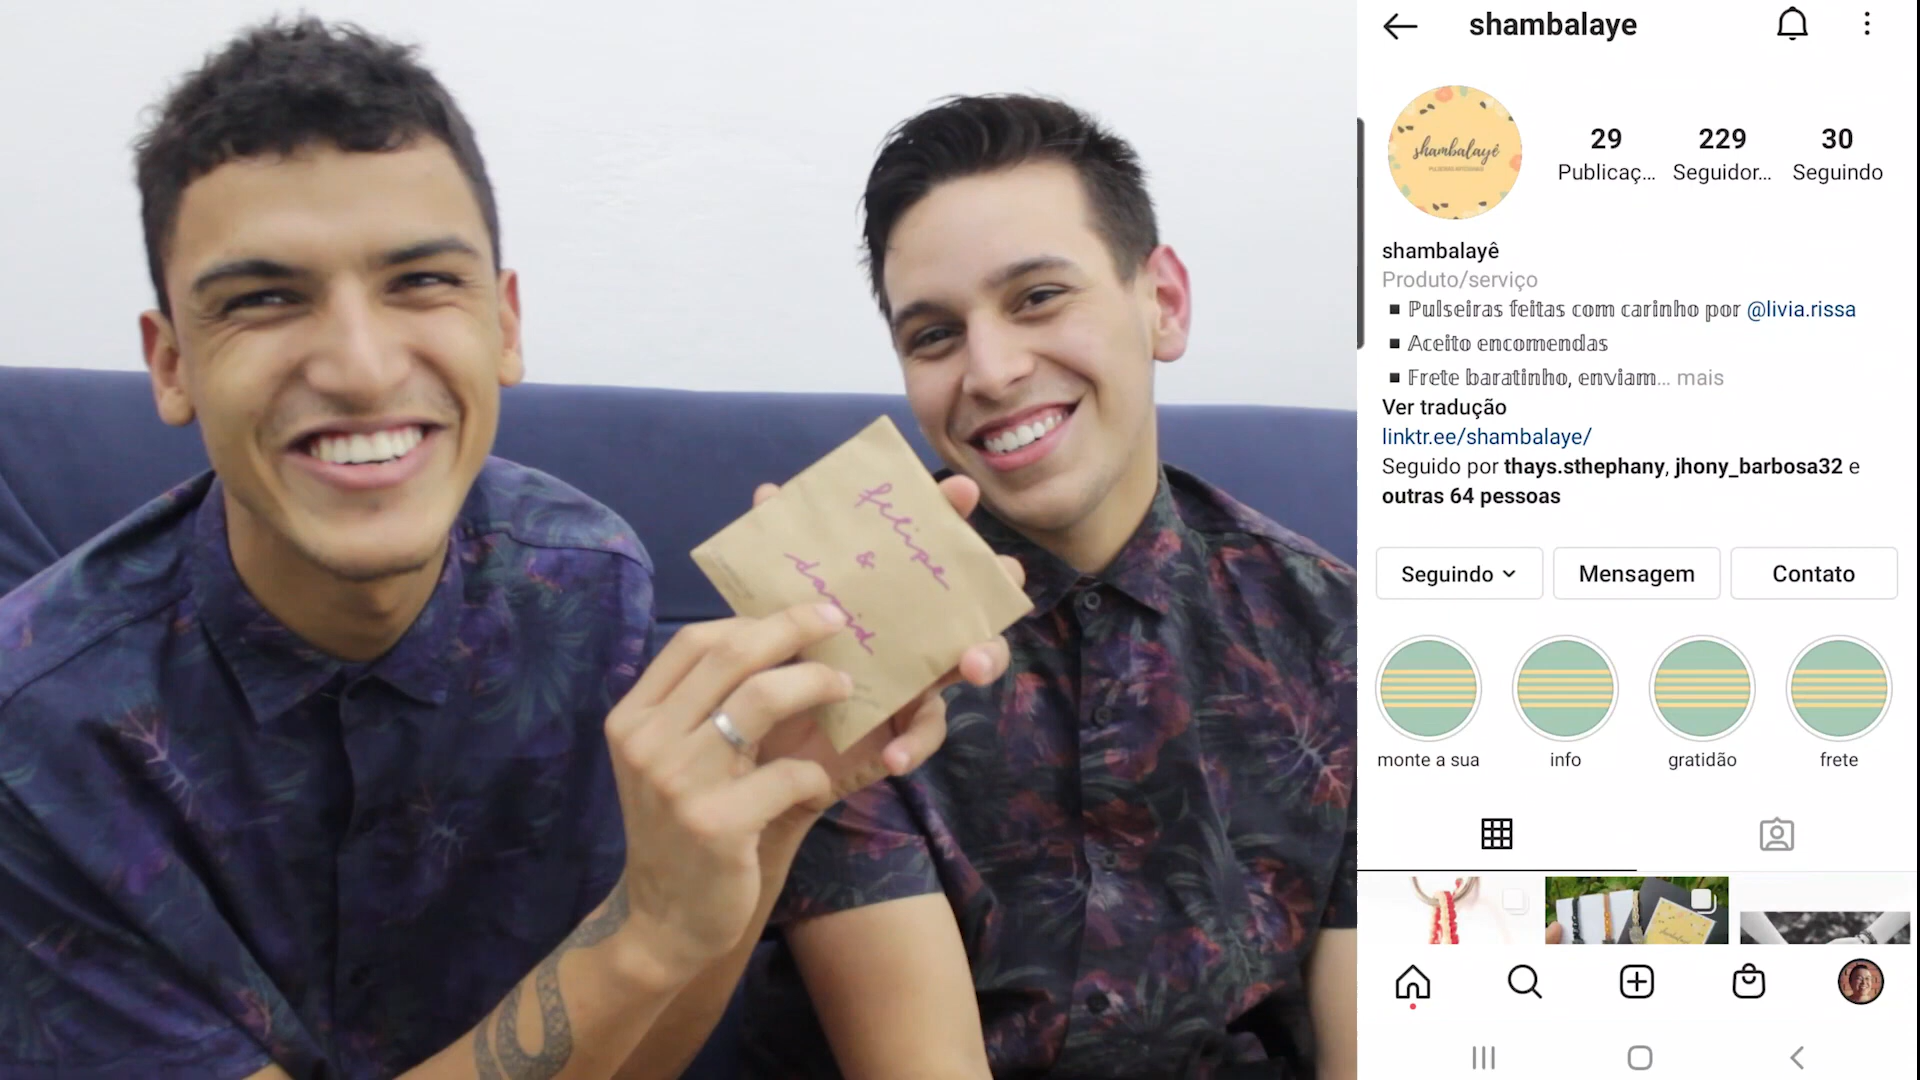 felipe
&
david
shambalaye
shambalayê
29
Publicaç...
229
Seguidor...
30
Seguindo
shambalayê
Produto/serviço
▪ Pulseiras feitas com carinho por @livia.rissa
▪ Aceito encomendas
▪ Frete baratinho, enviam... mais
Ver tradução
linktr.ee/shambalaye/
Seguido por thays.sthephany, jhony_barbosa32 e
outras 64 pessoas
Seguindo
Mensagem
Contato
monte a sua
info
gratidão
frete